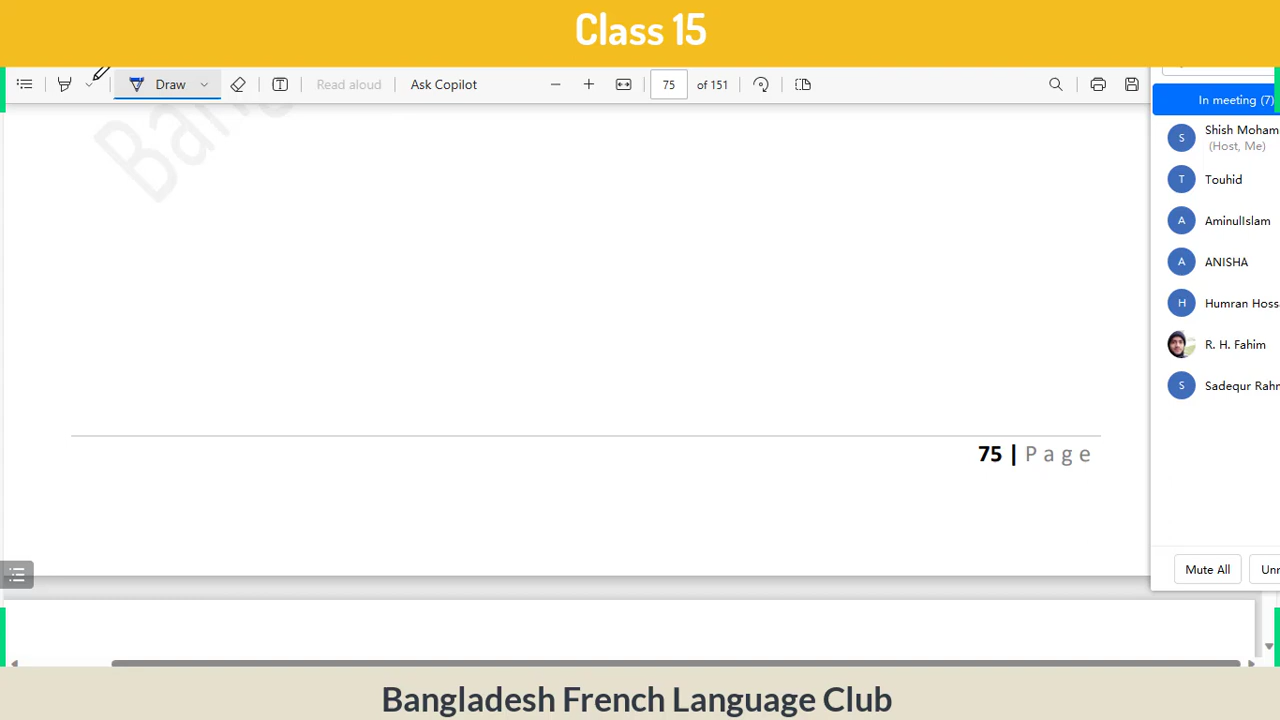 Class 15
Draw
Read aloud
Ask Copilot
75 of 151
In meeting (7)
S Shish Moham
(Host, Me)
T Touhid
A AminulIslam
A ANISHA
H Humran Hoss
R. H. Fahim
S Sadequr Rahr
Bang
75 | Page
Mute All
Bangladesh French Language Club